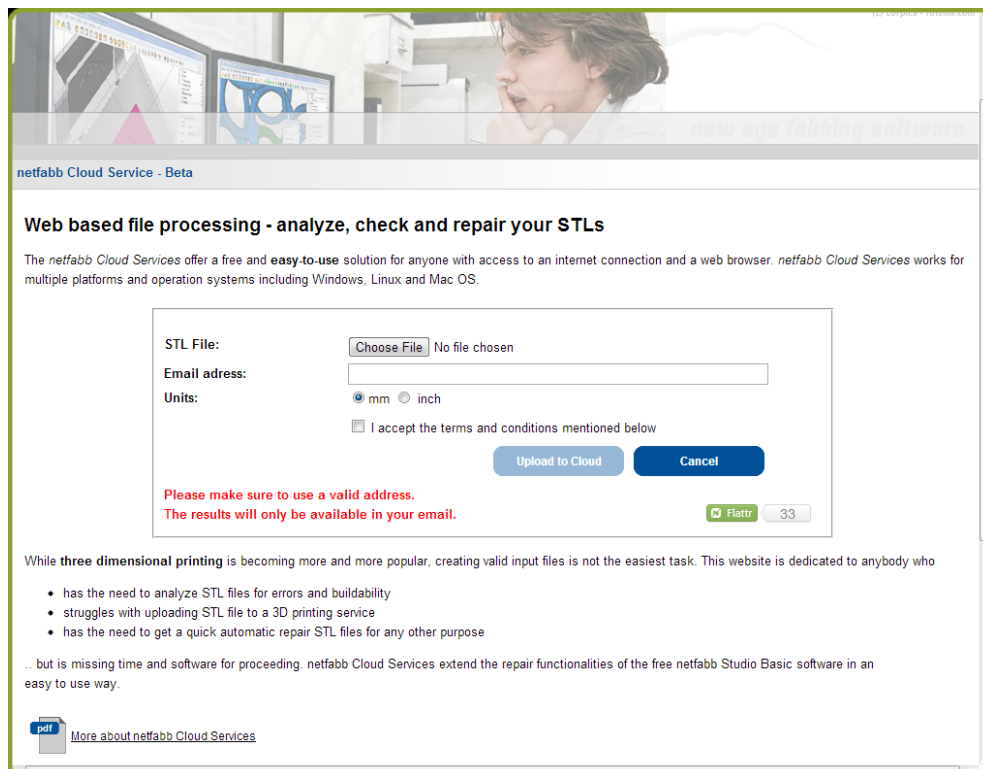 (c) corpics - fotolia.com
new age fabbing software
netfabb Cloud Service - Beta
Web based file processing - analyze, check and repair your STLs
The netfabb Cloud Services offer a free and easy-to-use solution for anyone with access to an internet connection and a web browser. netfabb Cloud Services works for
multiple platforms and operation systems including Windows, Linux and Mac OS.
STL File:
Choose File No file chosen
Email adress:
Units:
mm inch
I accept the terms and conditions mentioned below
Upload to Cloud Cancel
Please make sure to use a valid address.
The results will only be available in your email.
Flattr 33
While three dimensional printing is becoming more and more popular, creating valid input files is not the easiest task. This website is dedicated to anybody who
• has the need to analyze STL files for errors and buildability
• struggles with uploading STL file to a 3D printing service
• has the need to get a quick automatic repair STL files for any other purpose
.. but is missing time and software for proceeding. netfabb Cloud Services extend the repair functionalities of the free netfabb Studio Basic software in an
easy to use way.
pdf More about netfabb Cloud Services